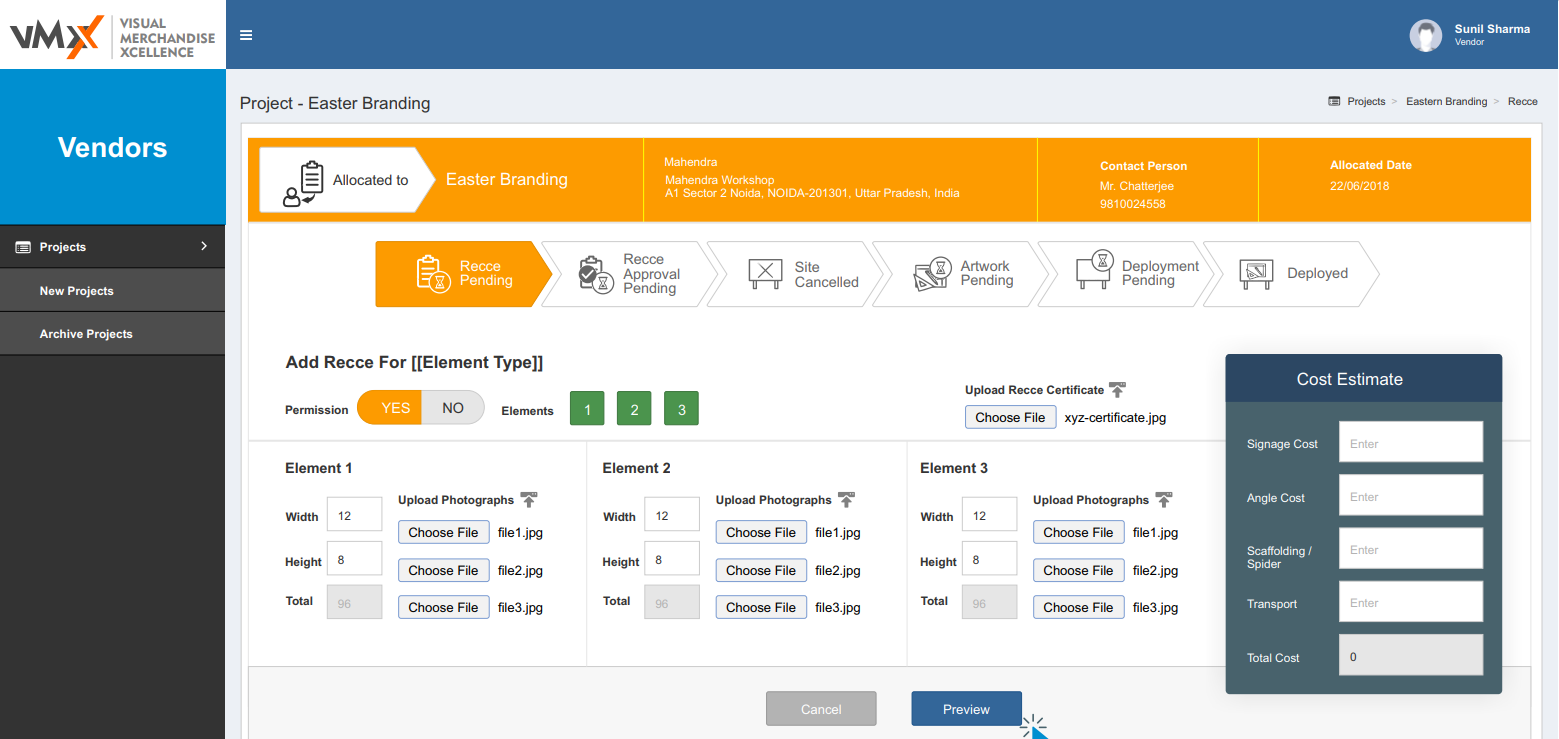 vMXX
VISUAL
MERCHANDISE
XCELLENCE
Sunil Sharma
Vendor
Vendors
Projects
New Projects
Archive Projects
Project - Easter Branding
Projects > Eastern Branding > Recce
Allocated to
Easter Branding
Mahendra
Mahendra Workshop
A1 Sector 2 Noida, NOIDA-201301, Uttar Pradesh, India
Contact Person
Mr. Chatterjee
9810024558
Allocated Date
22/06/2018
Recce
Pending
Recce
Approval
Pending
Site
Cancelled
Artwork
Pending
Deployment
Pending
Deployed
Add Recce For [[Element Type]]
Permission YES NO Elements 1 2 3
Upload Recce Certificate
Choose File xyz-certificate.jpg
Element 1
Width 12
Height 8
Total 96
Upload Photographs
Choose File file1.jpg
Choose File file2.jpg
Choose File file3.jpg
Element 2
Width 12
Height 8
Total 96
Upload Photographs
Choose File file1.jpg
Choose File file2.jpg
Choose File file3.jpg
Element 3
Width 12
Height 8
Total 96
Upload Photographs
Choose File file1.jpg
Choose File file2.jpg
Choose File file3.jpg
Cost Estimate
Signage Cost Enter
Angle Cost Enter
Scaffolding /
Spider Enter
Transport Enter
Total Cost 0
Cancel Preview